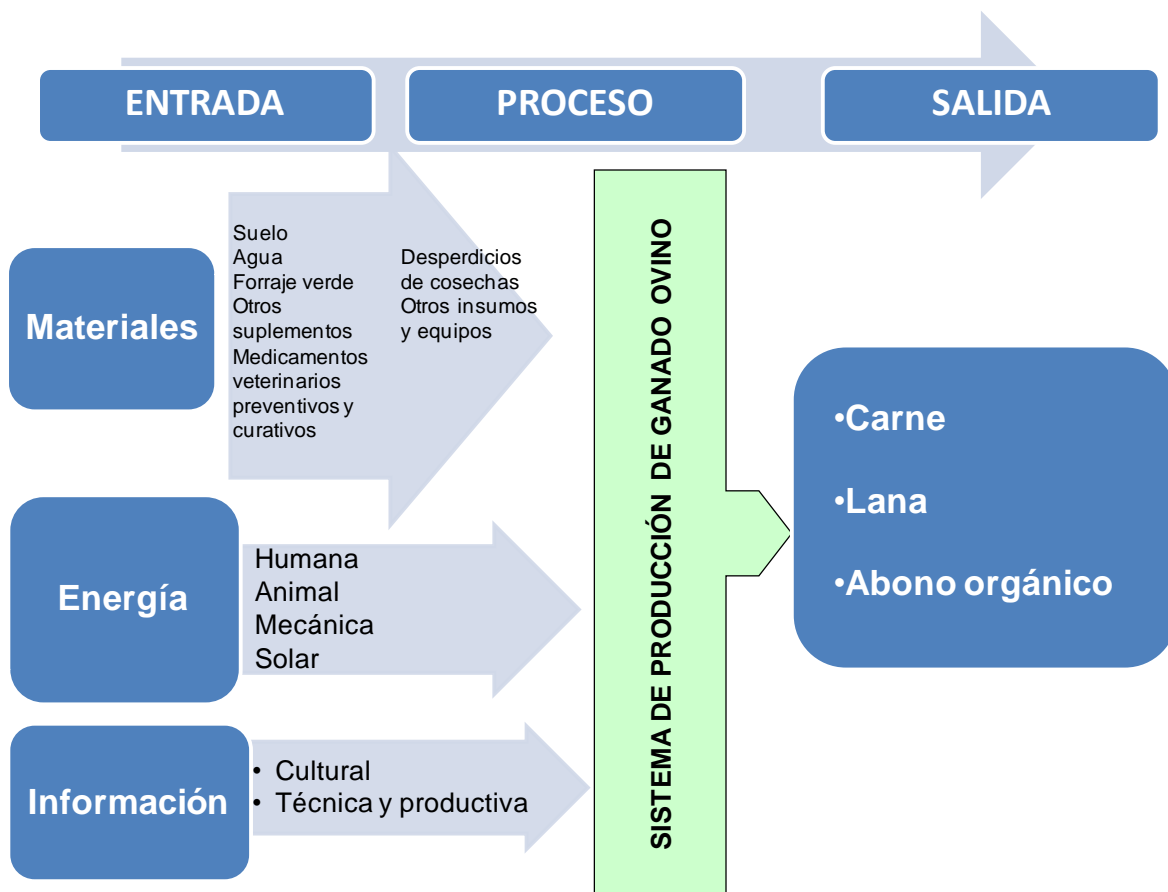 ENTRADA
PROCESO
SALIDA
Materiales
Suelo
Agua
Forraje verde
Otros
suplementos
Medicamentos
veterinarios
preventivos y
curativos
Desperdicios
de cosechas
Otros insumos
y equipos
Energía
Humana
Animal
Mecánica
Solar
Información
• Cultural
• Técnica y productiva
SISTEMA DE PRODUCCIÓN DE GANADO OVINO
•Carne
•Lana
•Abono orgánico